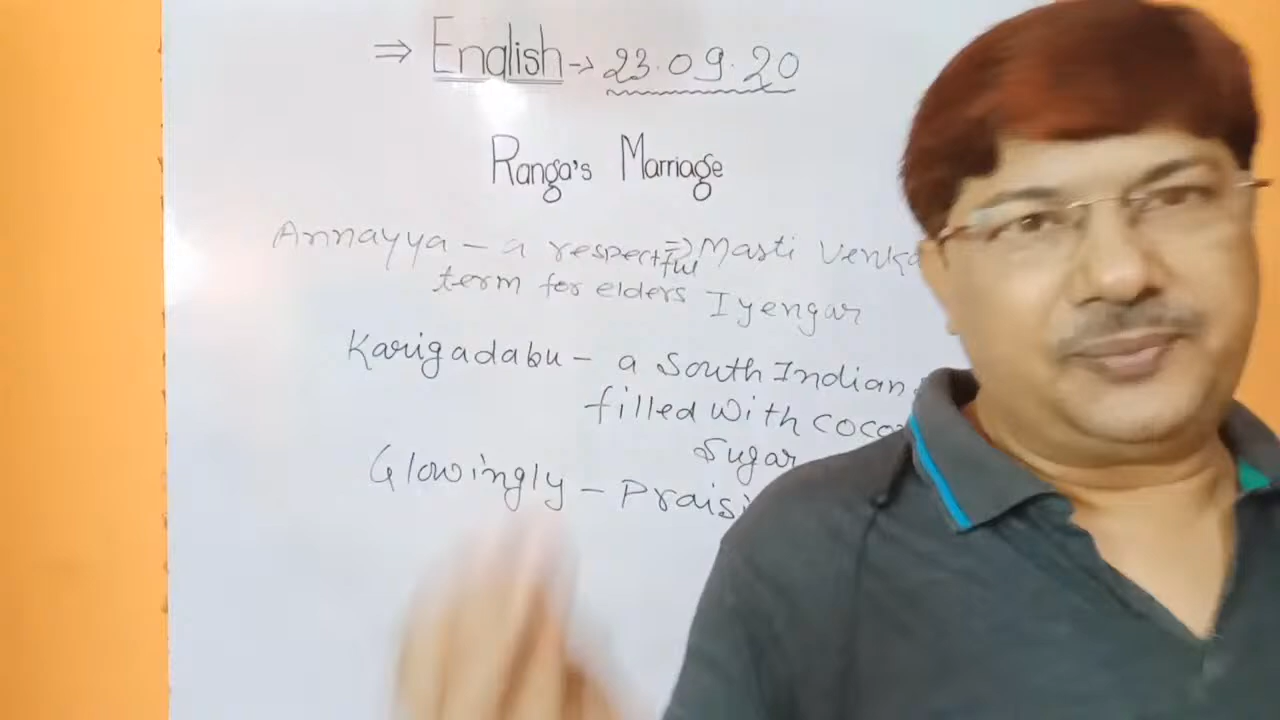 ⇒ English → 23.09.20
Ranga's Marriage
Annayya – a respectful ⇒ Masti
term for elders Iyengar
Karigadabu – a South Indian
filled with
Sugar
Glowingly –